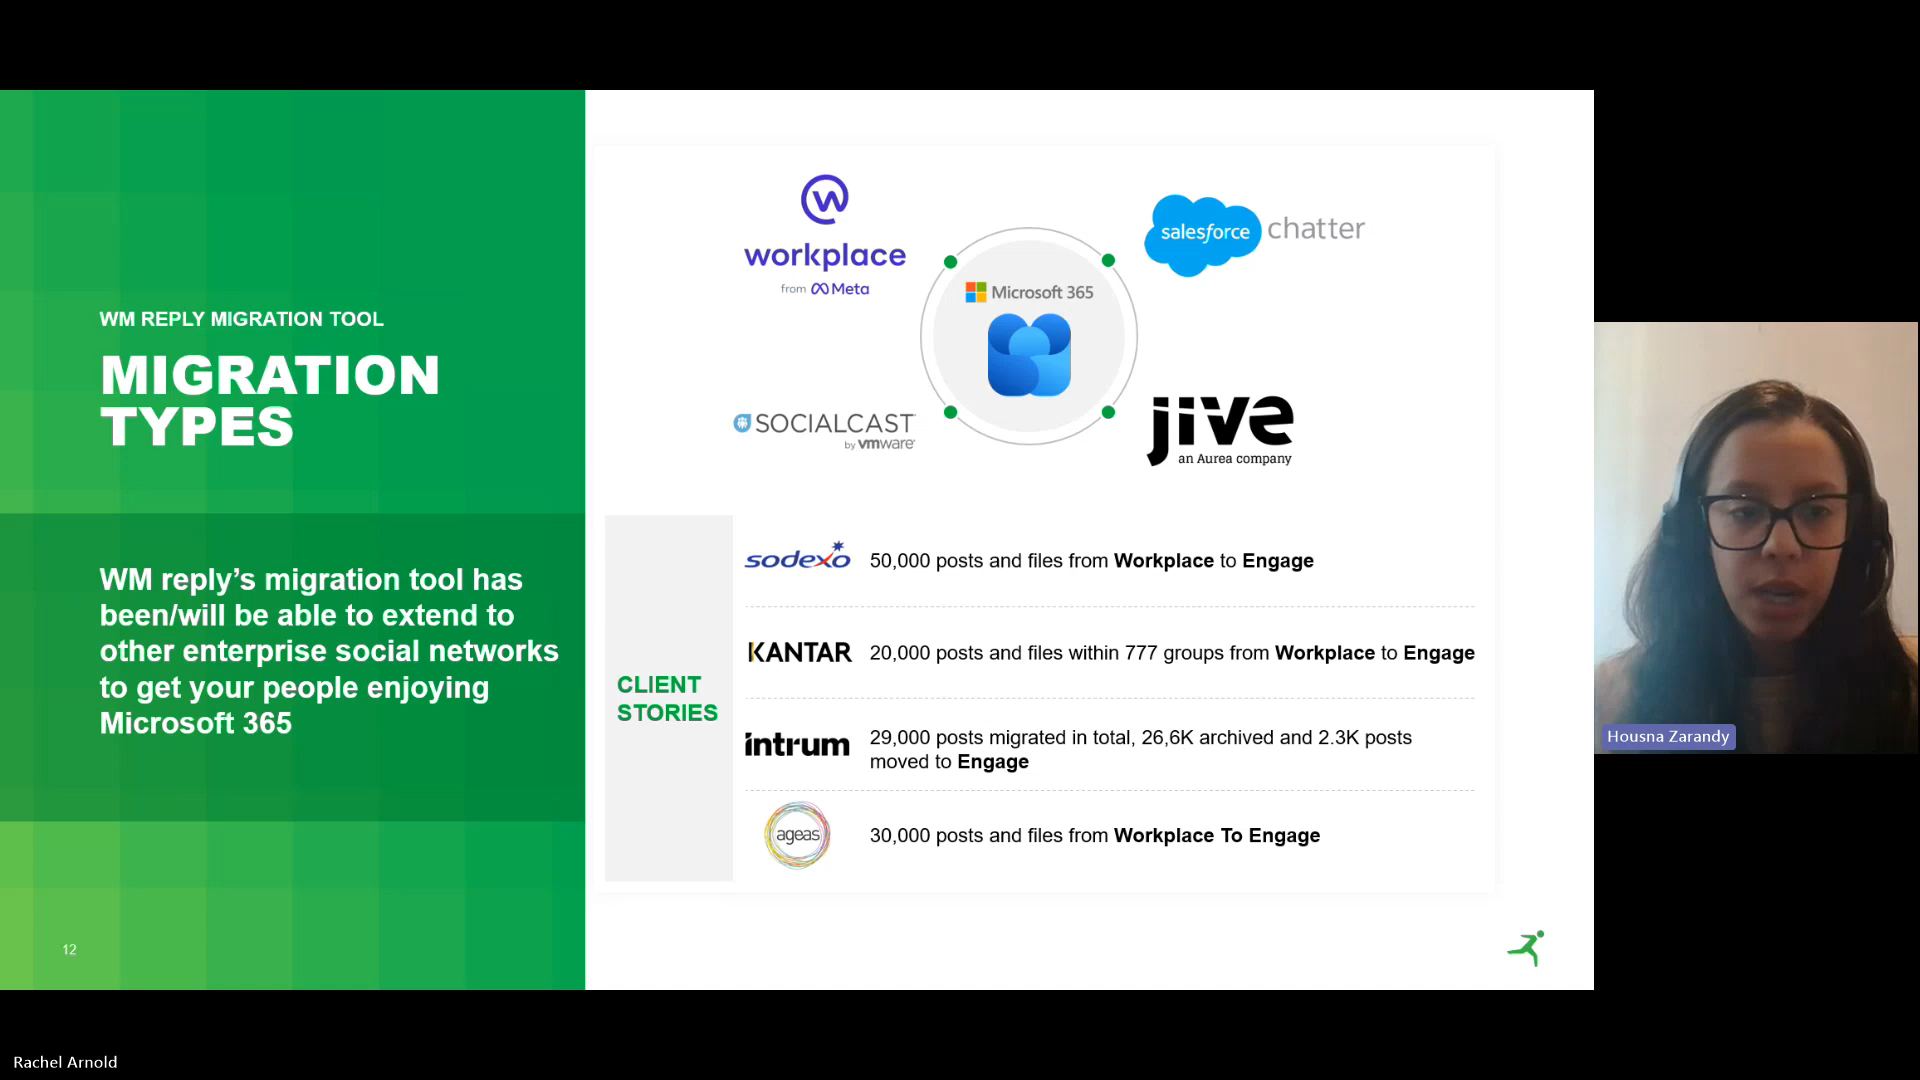 WM REPLY MIGRATION TOOL
MIGRATION
TYPES
WM reply's migration tool has
been/will be able to extend to
other enterprise social networks
to get your people enjoying
Microsoft 365
12
workplace
from Meta
salesforce chatter
Microsoft 365
SOCIALCAST
by vmware
jive
an Aurea company
CLIENT
STORIES
sodexo
50,000 posts and files from Workplace to Engage
KANTAR
20,000 posts and files within 777 groups from Workplace to Engage
intrum
29,000 posts migrated in total, 26,6K archived and 2.3K posts
moved to Engage
ageas
30,000 posts and files from Workplace To Engage
Housna Zarandy
Rachel Arnold